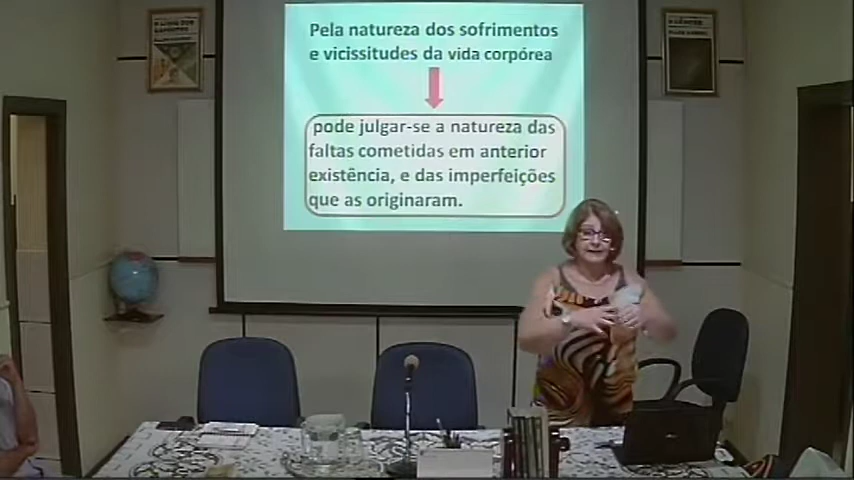 Pela natureza dos sofrimentos
e vicissitudes da vida corpórea
pode julgar-se a natureza das
faltas cometidas em anterior
existência, e das imperfeições
que as originaram.